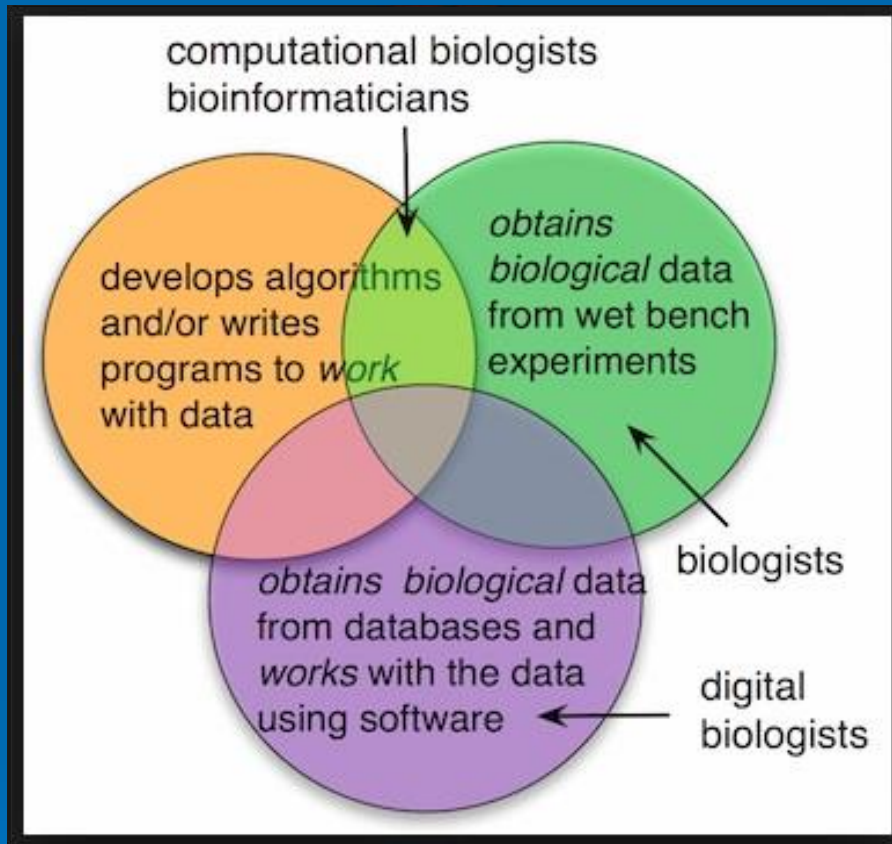 computational biologists
bioinformaticians
develops algorithms
and/or writes
programs to work
with data
obtains
biological data
from wet bench
experiments
biologists
obtains biological data
from databases and
works with the data
using software
digital
biologists